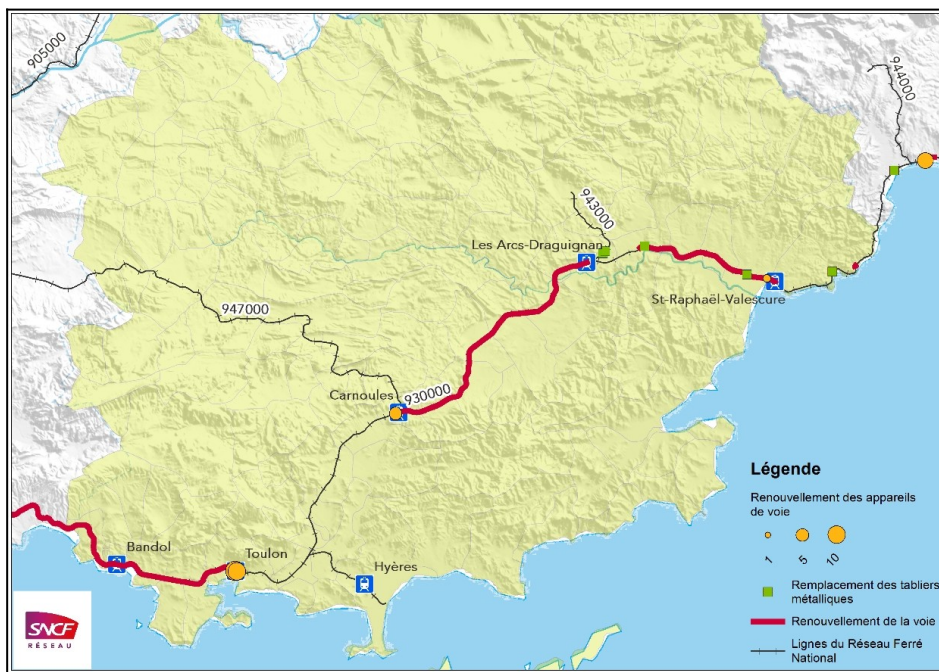 905000
944000
943000
Les Arcs-Draguignan
St-Raphaël-Valescure
947000
Carnoules
930000
Bandol
Toulon
Hyères
Légende
Renouvellement des appareils
de voie
1
5
10
Remplacement des tabliers
métalliques
Renouvellement de la voie
Lignes du Réseau Ferré
National
SNCF
RÉSEAU